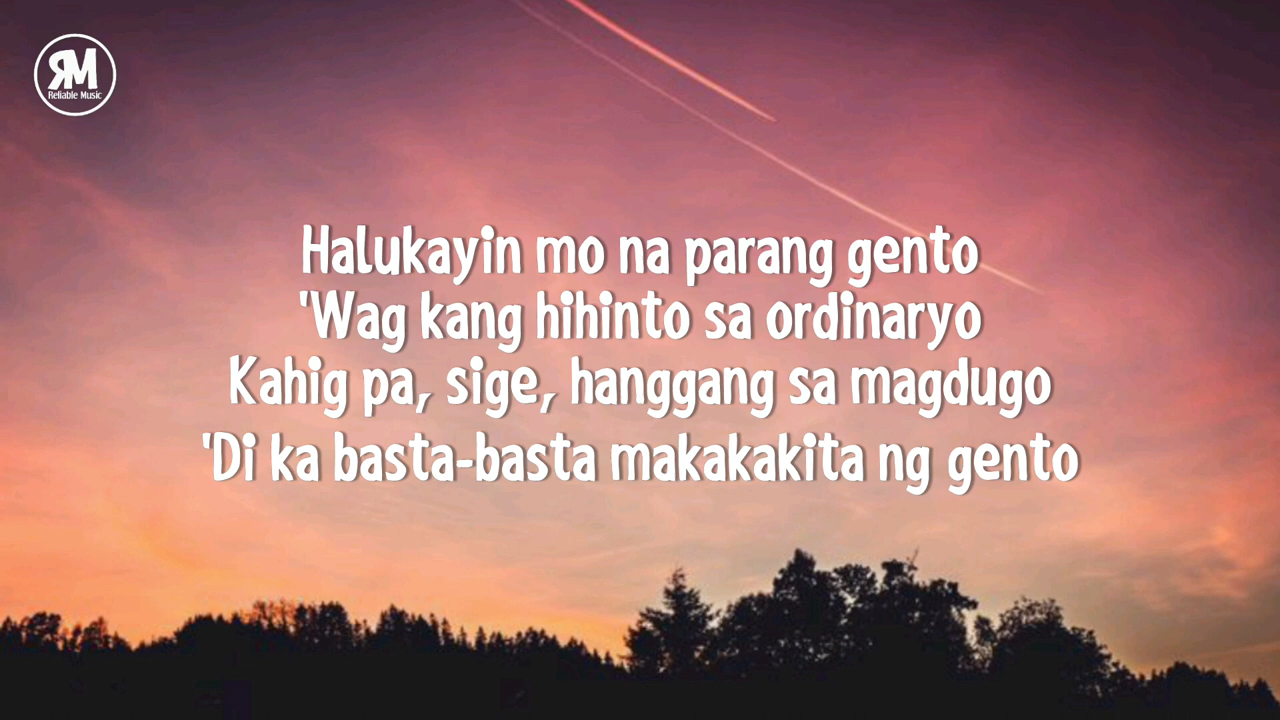 RM
Reliable Music
Halukayin mo na parang gento
'Wag kang hihinto sa ordinaryo
Kahig pa, sige, hanggang sa magdugo
'Di ka basta-basta makakakita ng gento